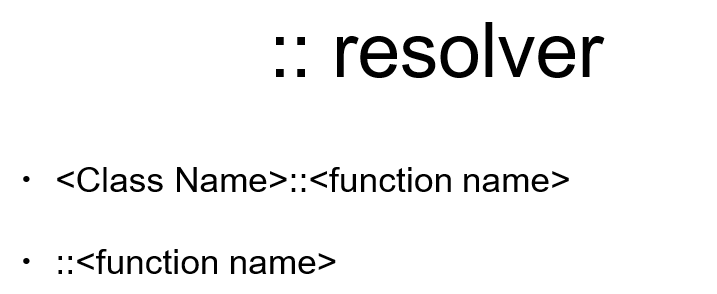 :: resolver
• <Class Name>::<function name>
• ::<function name>